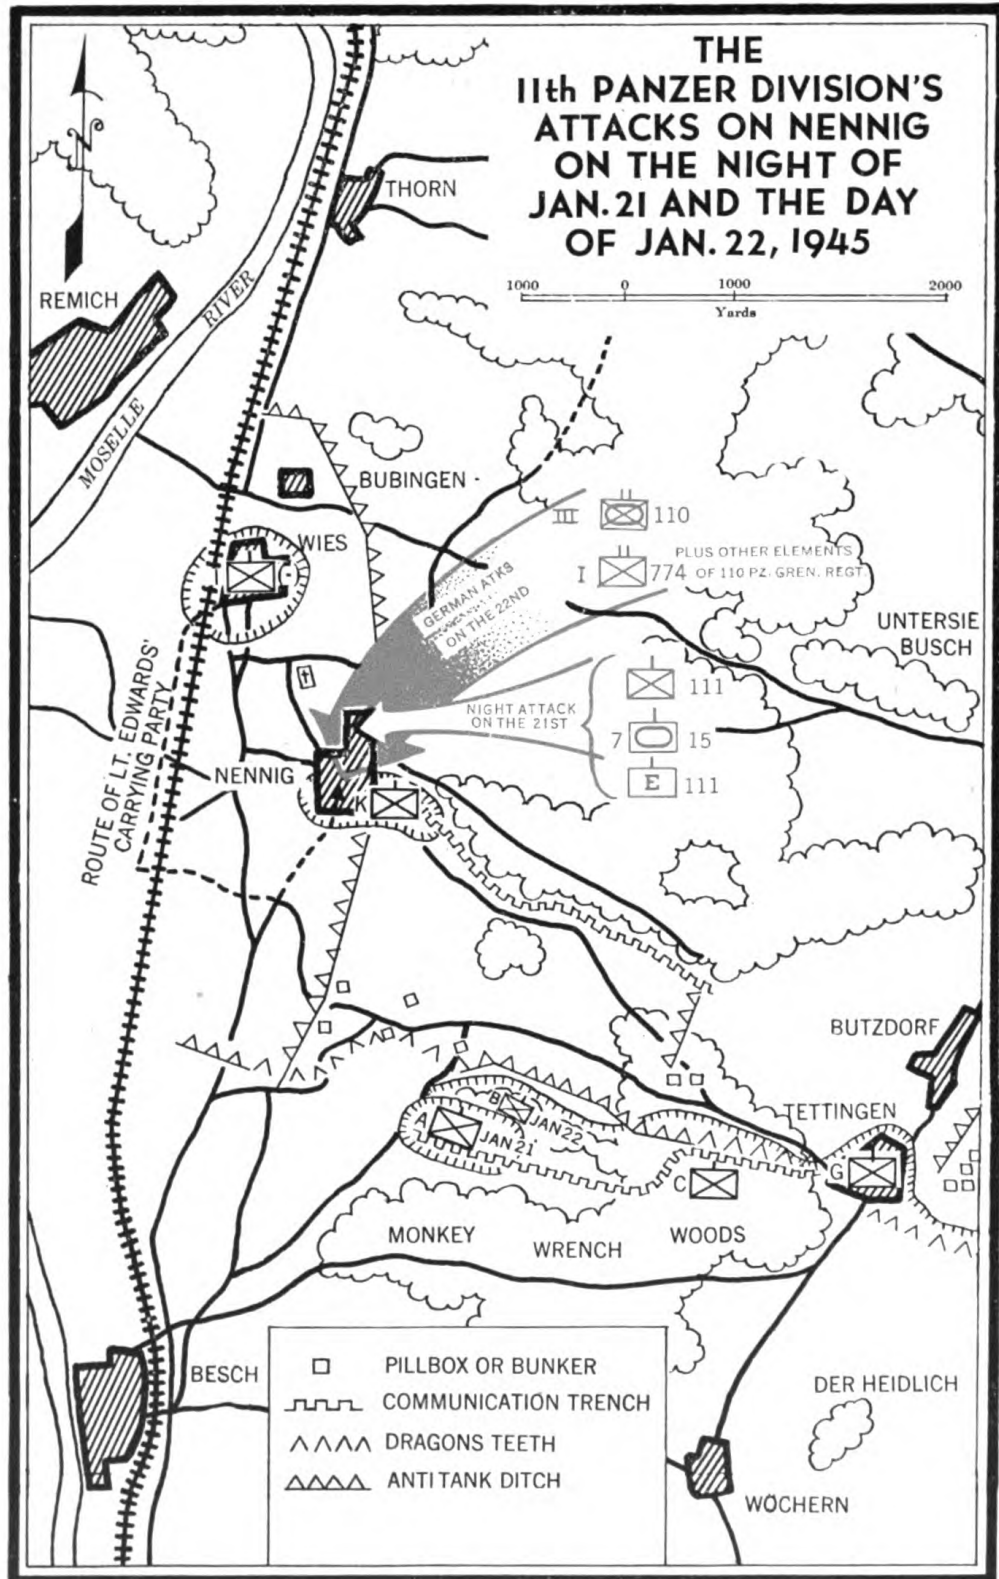 THE
11th PANZER DIVISION'S
ATTACKS ON NENNIG
ON THE NIGHT OF
JAN. 21 AND THE DAY
OF JAN. 22, 1945
1000 0 1000 2000
Yards
N
THORN
REMICH
MOSELLE RIVER
BUBINGEN
WIES
III 110
I 774 PLUS OTHER ELEMENTS
OF 110 PZ. GREN. REGT.
GERMAN ATKS
ON THE 22ND
UNTERSIE
BUSCH
111
NIGHT ATTACK
ON THE 21ST
7 15
E 111
NENNIG
K
ROUTE OF LT. EDWARDS'
CARRYING PARTY
BUTZDORF
TETTINGEN
B JAN 22
A JAN 21
C
G
MONKEY WRENCH WOODS
BESCH
PILLBOX OR BUNKER
COMMUNICATION TRENCH
DRAGONS TEETH
ANTITANK DITCH
DER HEIDLICH
WÖCHERN